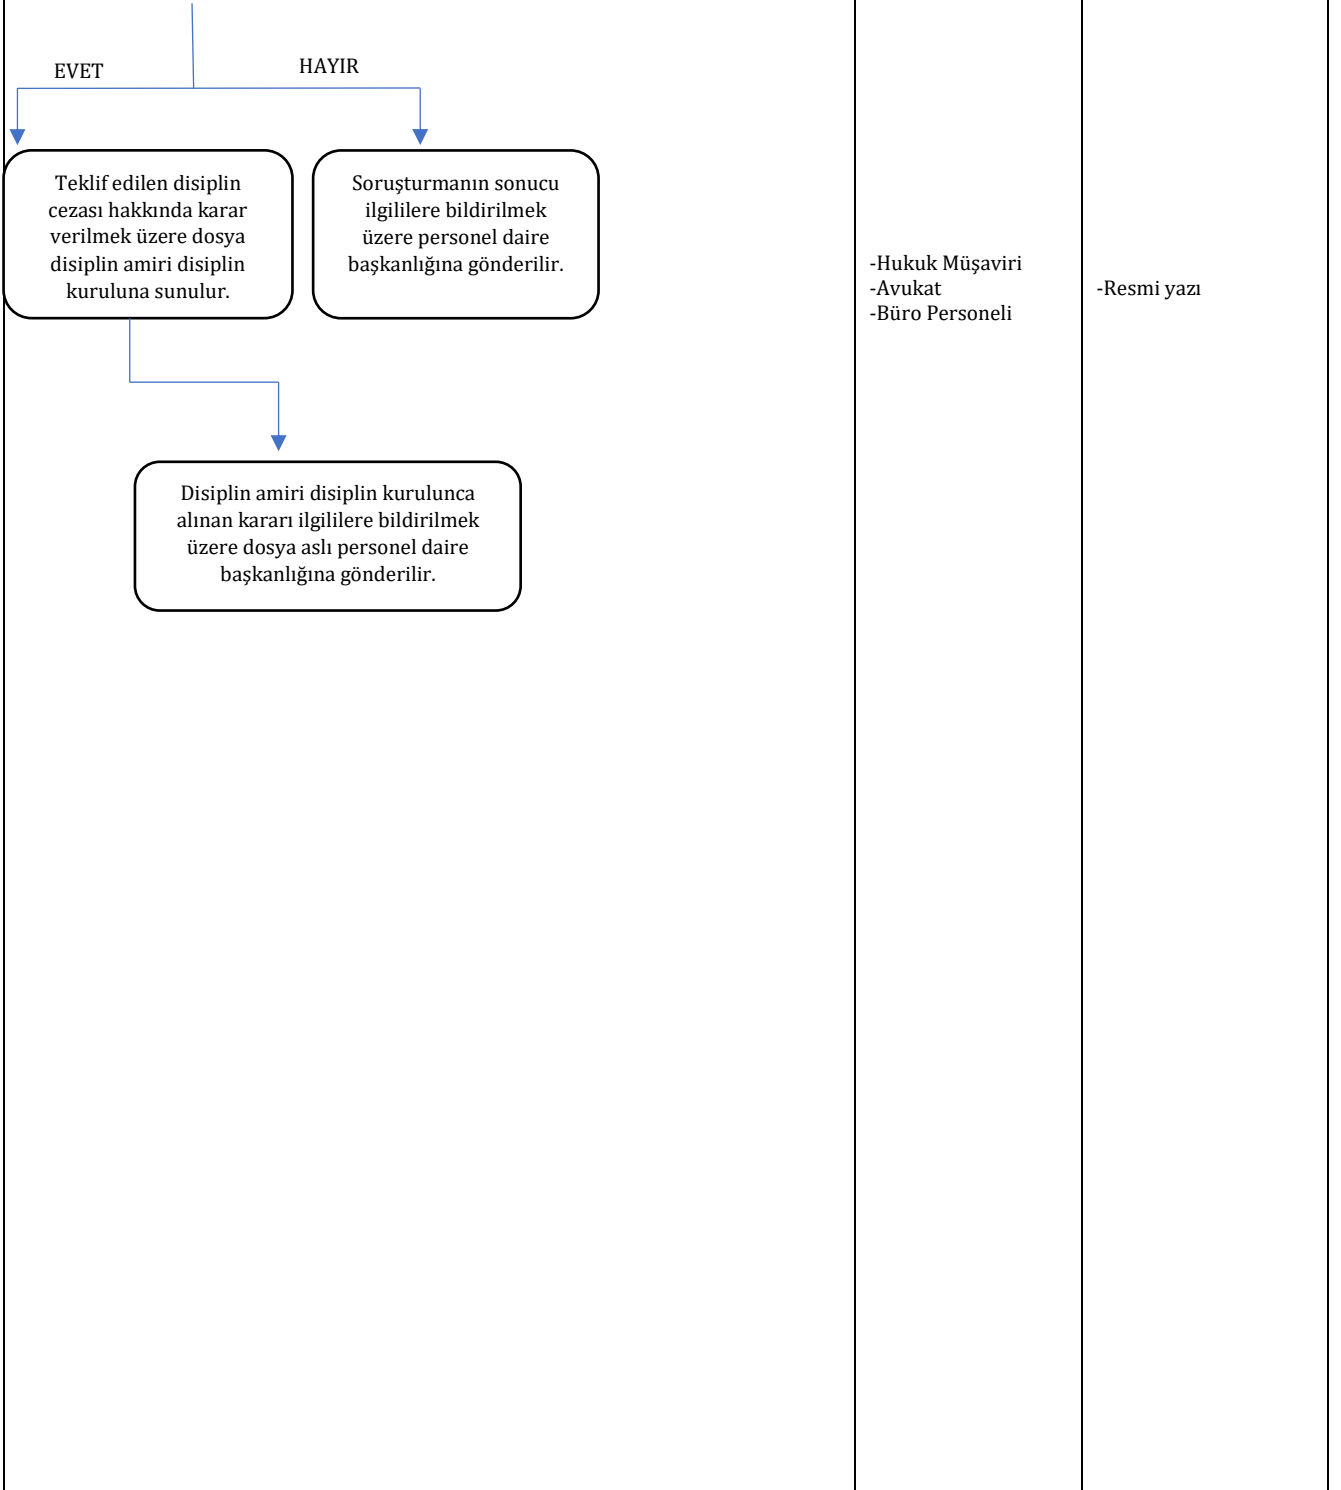 EVET
HAYIR
Teklif edilen disiplin
cezası hakkında karar
verilmek üzere dosya
disiplin amiri disiplin
kuruluna sunulur.
Soruşturmanın sonucu
ilgililere bildirilmek
üzere personel daire
başkanlığına gönderilir.
-Hukuk Müşaviri
-Avukat
-Büro Personeli
-Resmi yazı
Disiplin amiri disiplin kurulunca
alınan kararı ilgililere bildirilmek
üzere dosya aslı personel daire
başkanlığına gönderilir.